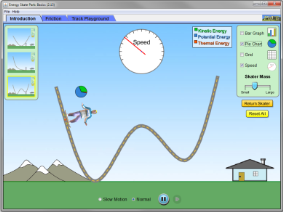 Energy Skate Park Basics (2.02)
File Help
Introduction
Friction
Track Playground
Speed
Kinetic Energy
Potential Energy
Thermal Energy
Bar Graph
Pie Chart
Grid
Speed
Skater Mass
Small
Large
Return Skater
Reset All
Slow Motion
Normal